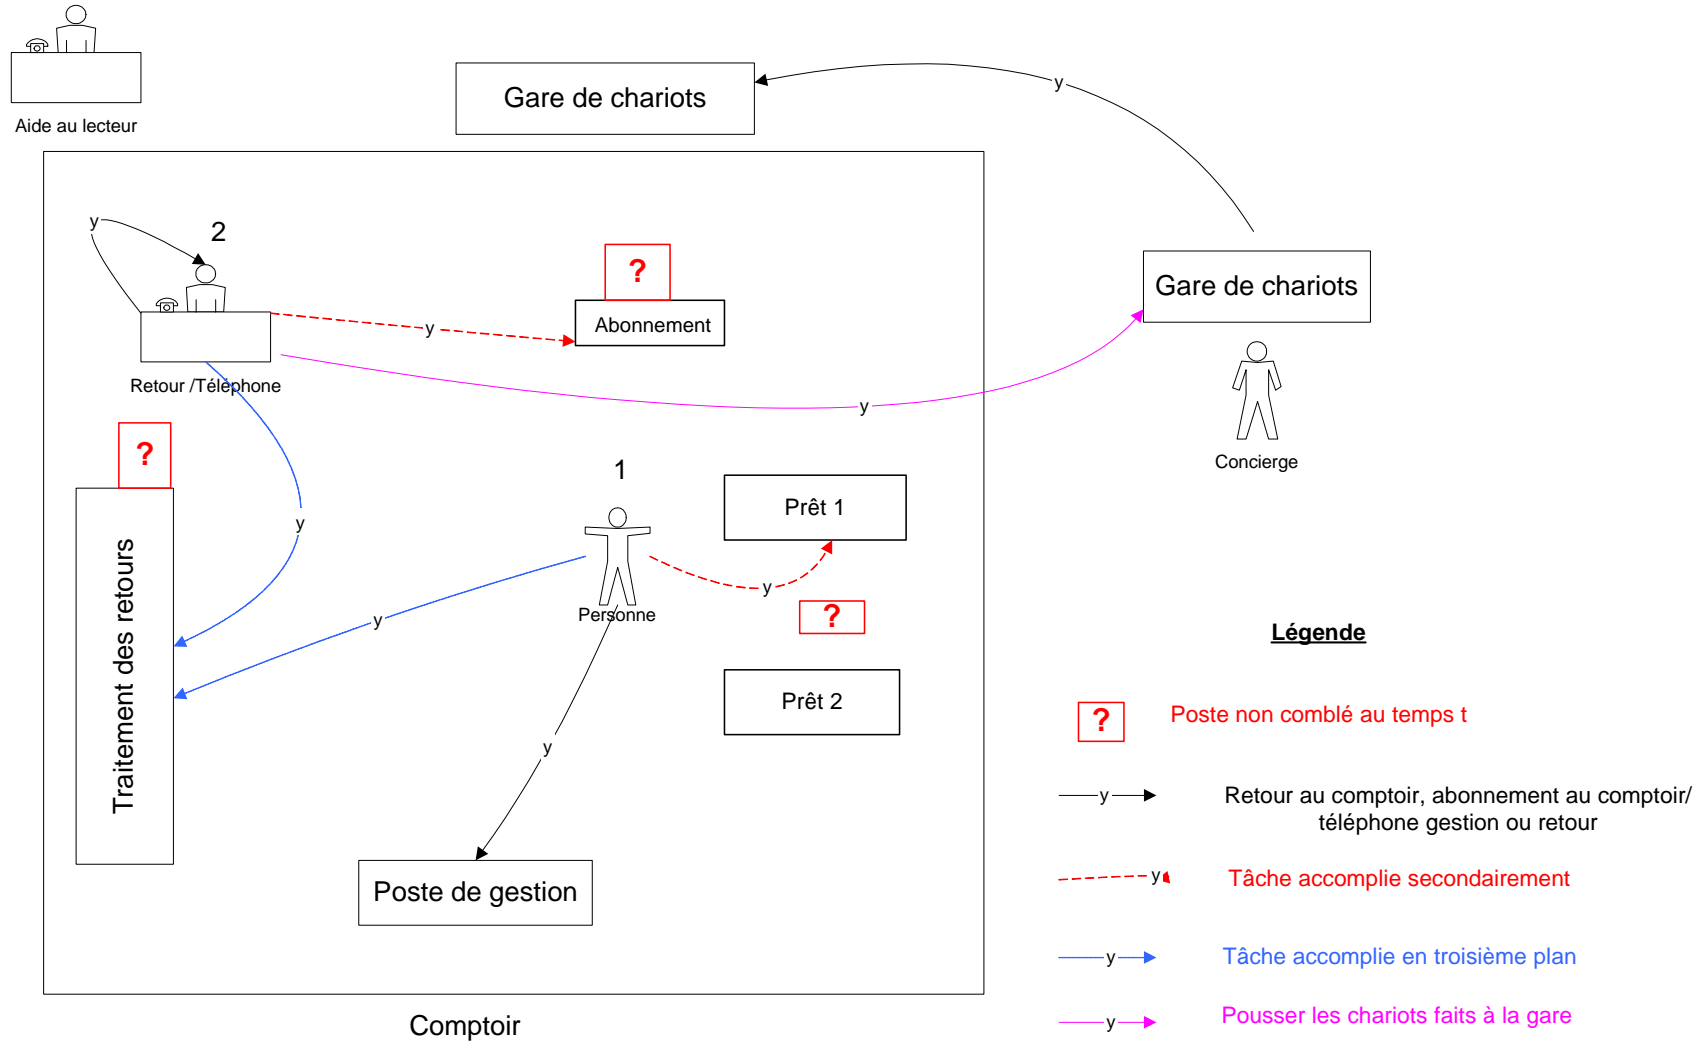 Aide au lecteur
Gare de chariots
y
y
2
?
Abonnement
y
Retour /Téléphone
Gare de chariots
y
Concierge
?
1
Prêt 1
y
Traitement des retours
y
y
Personne
?
Prêt 2
y
Poste de gestion
Comptoir
Légende
? Poste non comblé au temps t
y Retour au comptoir, abonnement au comptoir/
téléphone gestion ou retour
y Tâche accomplie secondairement
y Tâche accomplie en troisième plan
y Pousser les chariots faits à la gare